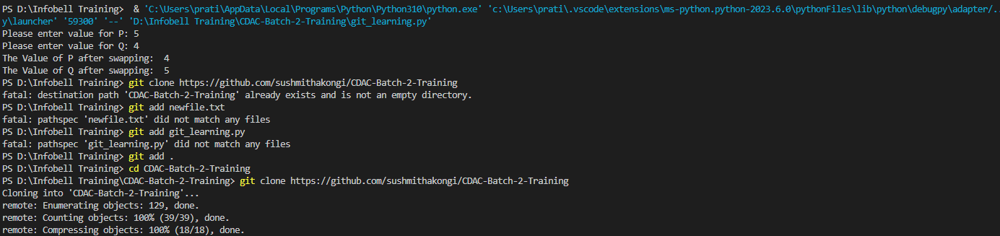 PS D:\Infobell Training>  & 'C:\Users\prati\AppData\Local\Programs\Python\Python310\python.exe' 'c:\Users\prati\.vscode\extensions\ms-python.python-2023.6.0\pythonFiles\lib\python\debugpy\adapter/..
y\launcher' '59300' '--' 'D:\Infobell Training\CDAC-Batch-2-Training\git_learning.py'
Please enter value for P: 5
Please enter value for Q: 4
The Value of P after swapping:  4
The Value of Q after swapping:  5
PS D:\Infobell Training> git clone https://github.com/sushmithakongi/CDAC-Batch-2-Training
fatal: destination path 'CDAC-Batch-2-Training' already exists and is not an empty directory.
PS D:\Infobell Training> git add newfile.txt
fatal: pathspec 'newfile.txt' did not match any files
PS D:\Infobell Training> git add git_learning.py
fatal: pathspec 'git_learning.py' did not match any files
PS D:\Infobell Training> git add .
PS D:\Infobell Training> cd CDAC-Batch-2-Training
PS D:\Infobell Training\CDAC-Batch-2-Training> git clone https://github.com/sushmithakongi/CDAC-Batch-2-Training
Cloning into 'CDAC-Batch-2-Training'...
remote: Enumerating objects: 129, done.
remote: Counting objects: 100% (39/39), done.
remote: Compressing objects: 100% (18/18), done.